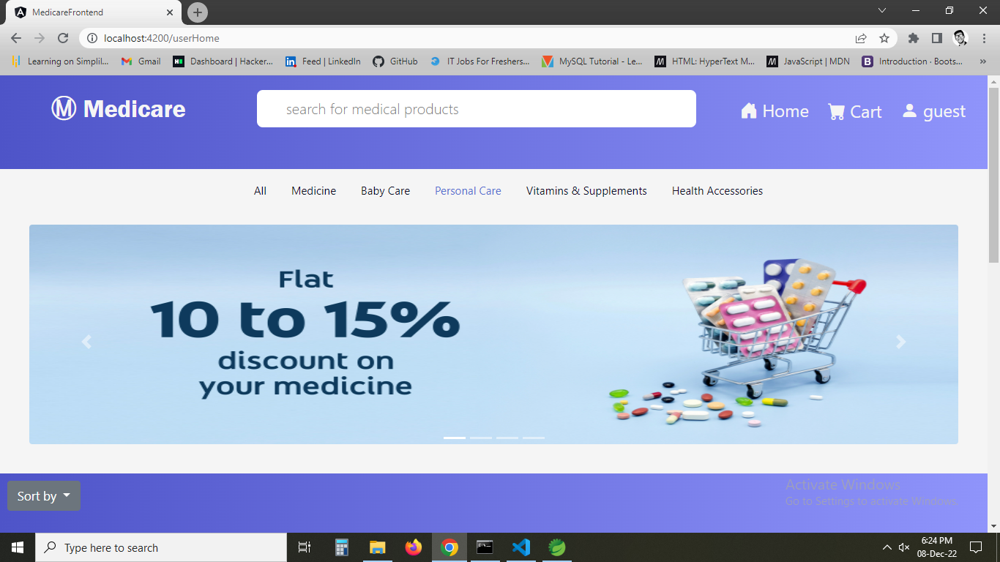 MedicareFrontend
localhost:4200/userHome
Learning on Simplil... Gmail Dashboard | Hacker... Feed | LinkedIn GitHub IT Jobs For Freshers... MySQL Tutorial - Le... HTML: HyperText M... JavaScript | MDN Introduction · Boots... »
Ⓜ Medicare search for medical products Home Cart guest
All Medicine Baby Care Personal Care Vitamins & Supplements Health Accessories
Flat
10 to 15%
discount on
your medicine
Sort by
Activate Windows
Go to Settings to activate Windows.
Type here to search
6:24 PM
08-Dec-22